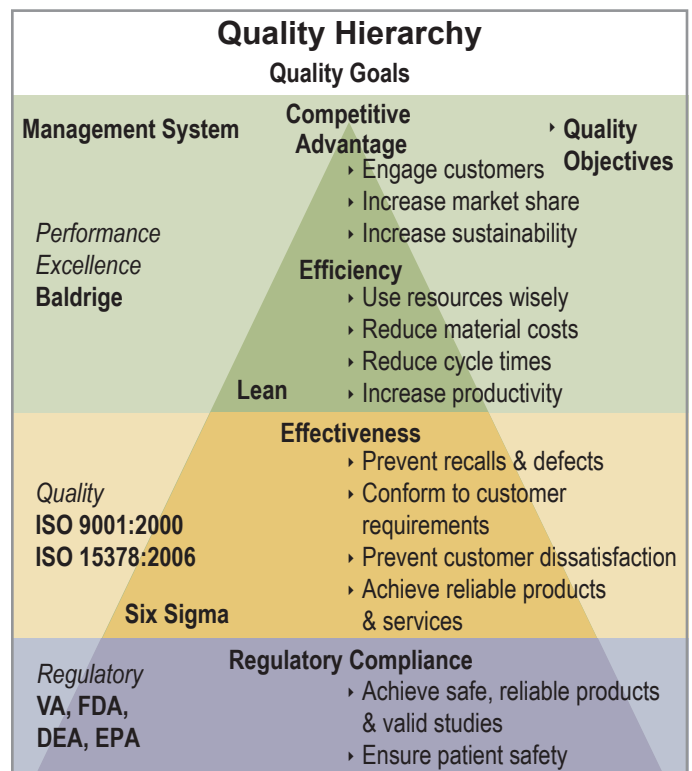 Quality Hierarchy
Quality Goals
Management System
Competitive
Advantage
‣ Quality
Objectives
‣ Engage customers
‣ Increase market share
‣ Increase sustainability
Performance
Excellence
Baldrige
Efficiency
‣ Use resources wisely
‣ Reduce material costs
‣ Reduce cycle times
‣ Increase productivity
Lean
Effectiveness
‣ Prevent recalls & defects
‣ Conform to customer
requirements
‣ Prevent customer dissatisfaction
‣ Achieve reliable products
& services
Quality
ISO 9001:2000
ISO 15378:2006
Six Sigma
Regulatory Compliance
‣ Achieve safe, reliable products
& valid studies
‣ Ensure patient safety
Regulatory
VA, FDA,
DEA, EPA